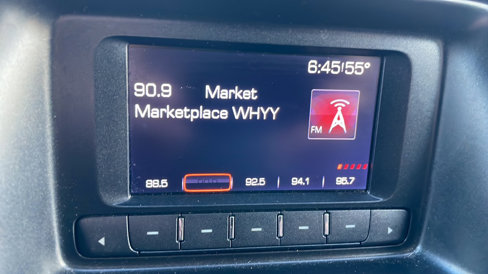 6:45 55°
90.9 Market
Marketplace WHYY
FM
88.5 92.5 94.1 95.7